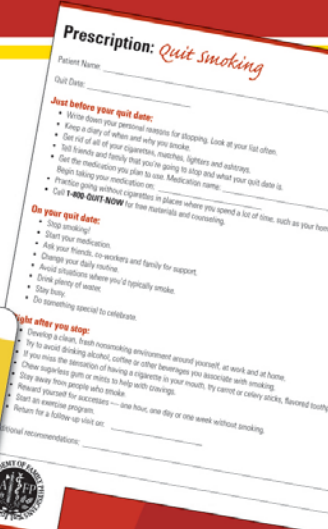 Prescription: Quit Smoking
Patient Name:
Quit Date:
Just before your quit date:
• Write down your personal reasons for stopping. Look at your list often.
• Keep a diary of when and why you smoke.
• Get rid of all of your cigarettes, matches, lighters and ashtrays.
• Tell friends and family that you're going to stop and what your quit date is.
• Get the medication you plan to use. Medication name:
Begin taking your medication on:
• Practice going without cigarettes in places where you spend a lot of time, such as your home
• Call 1-800-QUIT-NOW for free materials and counseling.
On your quit date:
• Stop smoking!
• Start your medication.
• Ask your friends, co-workers and family for support.
• Change your daily routine.
• Avoid situations where you'd typically smoke.
• Drink plenty of water.
• Stay busy.
• Do something special to celebrate.
ight after you stop:
• Develop a clean, fresh nonsmoking environment around yourself, at work and at home.
• Try to avoid drinking alcohol, coffee or other beverages you associate with smoking.
• If you miss the sensation of having a cigarette in your mouth, try carrot or celery sticks, flavored tooth
• Chew sugarless gum or mints to help with cravings.
• Stay away from people who smoke.
• Reward yourself for successes — one hour, one day or one week without smoking.
Start an exercise program.
Return for a follow-up visit on:
itional recommendations: